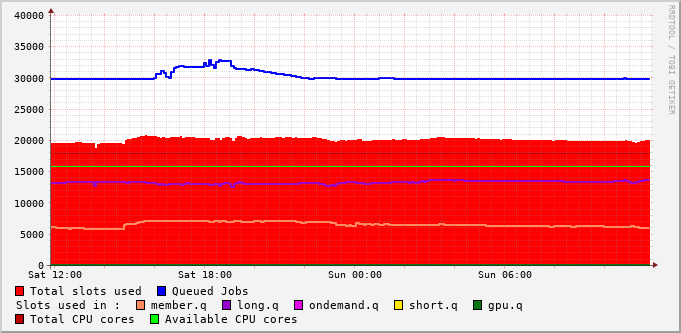 40000
35000
30000
25000
20000
15000
10000
5000
0
Sat 12:00 Sat 18:00 Sun 00:00 Sun 06:00
RRDTOOL / TOBI OETIKER
Total slots used Queued Jobs
Slots used in : member.q long.q ondemand.q short.q gpu.q
Total CPU cores Available CPU cores